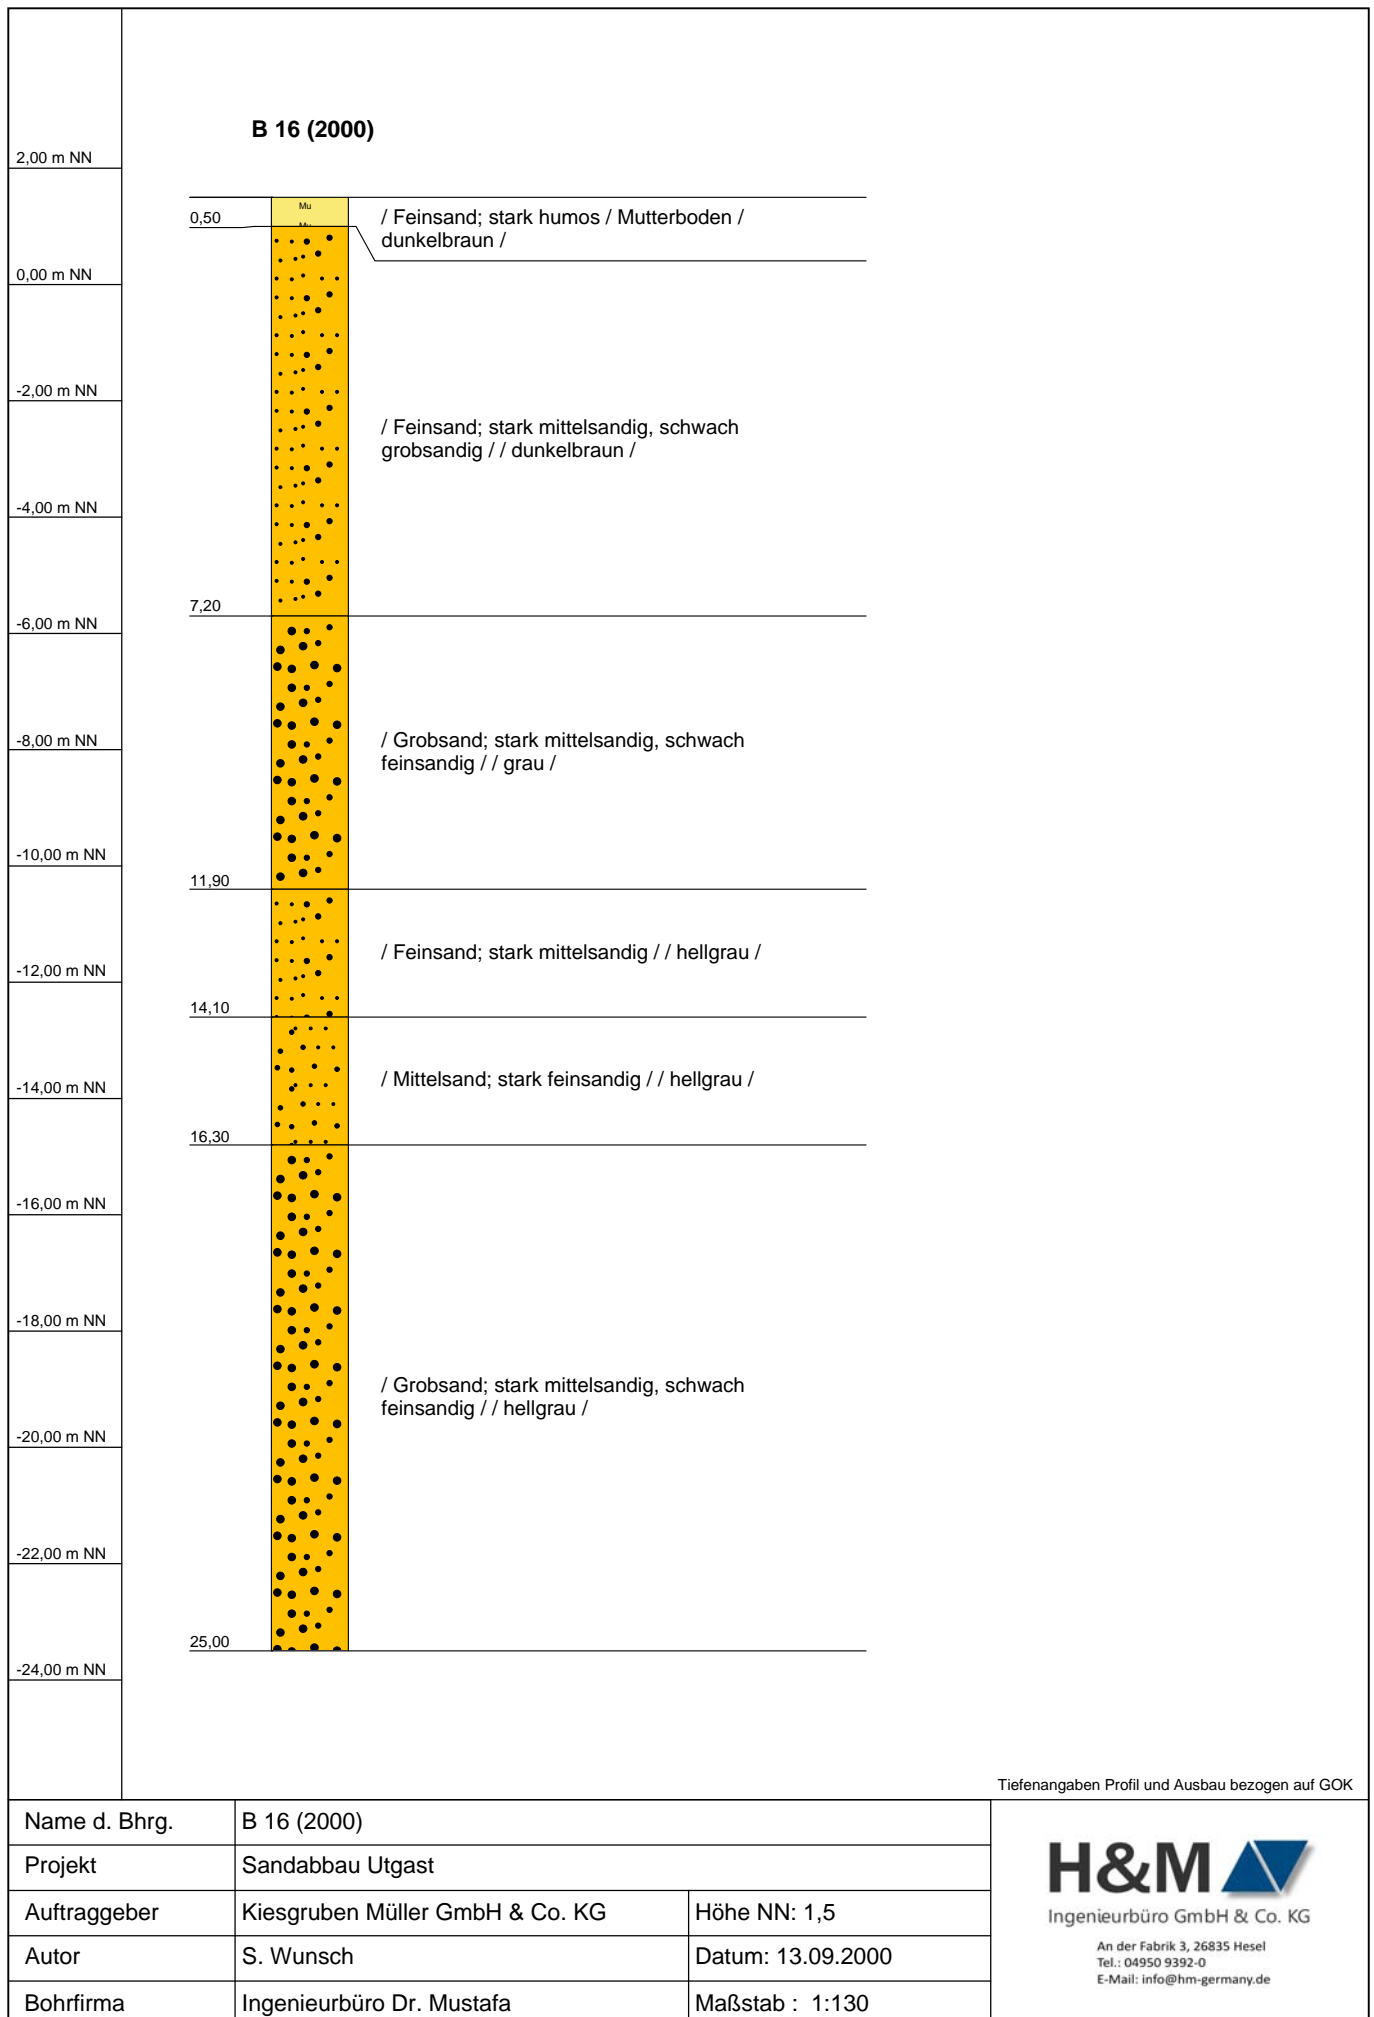 B 16 (2000)
2,00 m NN
Mu
0,50
Mu
/ Feinsand; stark humos / Mutterboden /
dunkelbraun /
0,00 m NN
-2,00 m NN
/ Feinsand; stark mittelsandig, schwach
grobsandig / / dunkelbraun /
-4,00 m NN
7,20
-6,00 m NN
/ Grobsand; stark mittelsandig, schwach
feinsandig / / grau /
-8,00 m NN
-10,00 m NN
11,90
/ Feinsand; stark mittelsandig / / hellgrau /
-12,00 m NN
14,10
/ Mittelsand; stark feinsandig / / hellgrau /
-14,00 m NN
16,30
-16,00 m NN
-18,00 m NN
/ Grobsand; stark mittelsandig, schwach
feinsandig / / hellgrau /
-20,00 m NN
-22,00 m NN
25,00
-24,00 m NN
Tiefenangaben Profil und Ausbau bezogen auf GOK
Name d. Bhrg. B 16 (2000)
Projekt Sandabbau Utgast
Auftraggeber Kiesgruben Müller GmbH & Co. KG Höhe NN: 1,5
Autor S. Wunsch Datum: 13.09.2000
Bohrfirma Ingenieurbüro Dr. Mustafa Maßstab : 1:130
H&M
Ingenieurbüro GmbH & Co. KG
An der Fabrik 3, 26835 Hesel
Tel.: 04950 9392-0
E-Mail: info@hm-germany.de